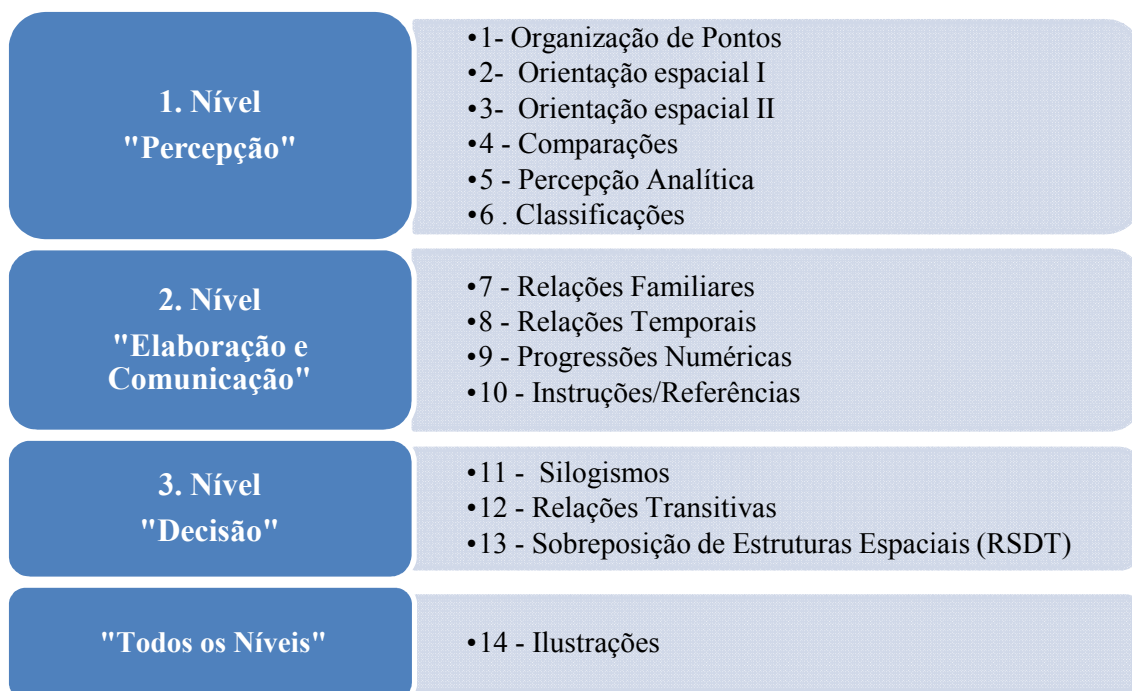 1. Nível
"Percepção"
•1- Organização de Pontos
•2- Orientação espacial I
•3- Orientação espacial II
•4 - Comparações
•5 - Percepção Analítica
•6 . Classificações
2. Nível
"Elaboração e
Comunicação"
•7 - Relações Familiares
•8 - Relações Temporais
•9 - Progressões Numéricas
•10 - Instruções/Referências
3. Nível
"Decisão"
•11 - Silogismos
•12 - Relações Transitivas
•13 - Sobreposição de Estruturas Espaciais (RSDT)
"Todos os Níveis"
•14 - Ilustrações